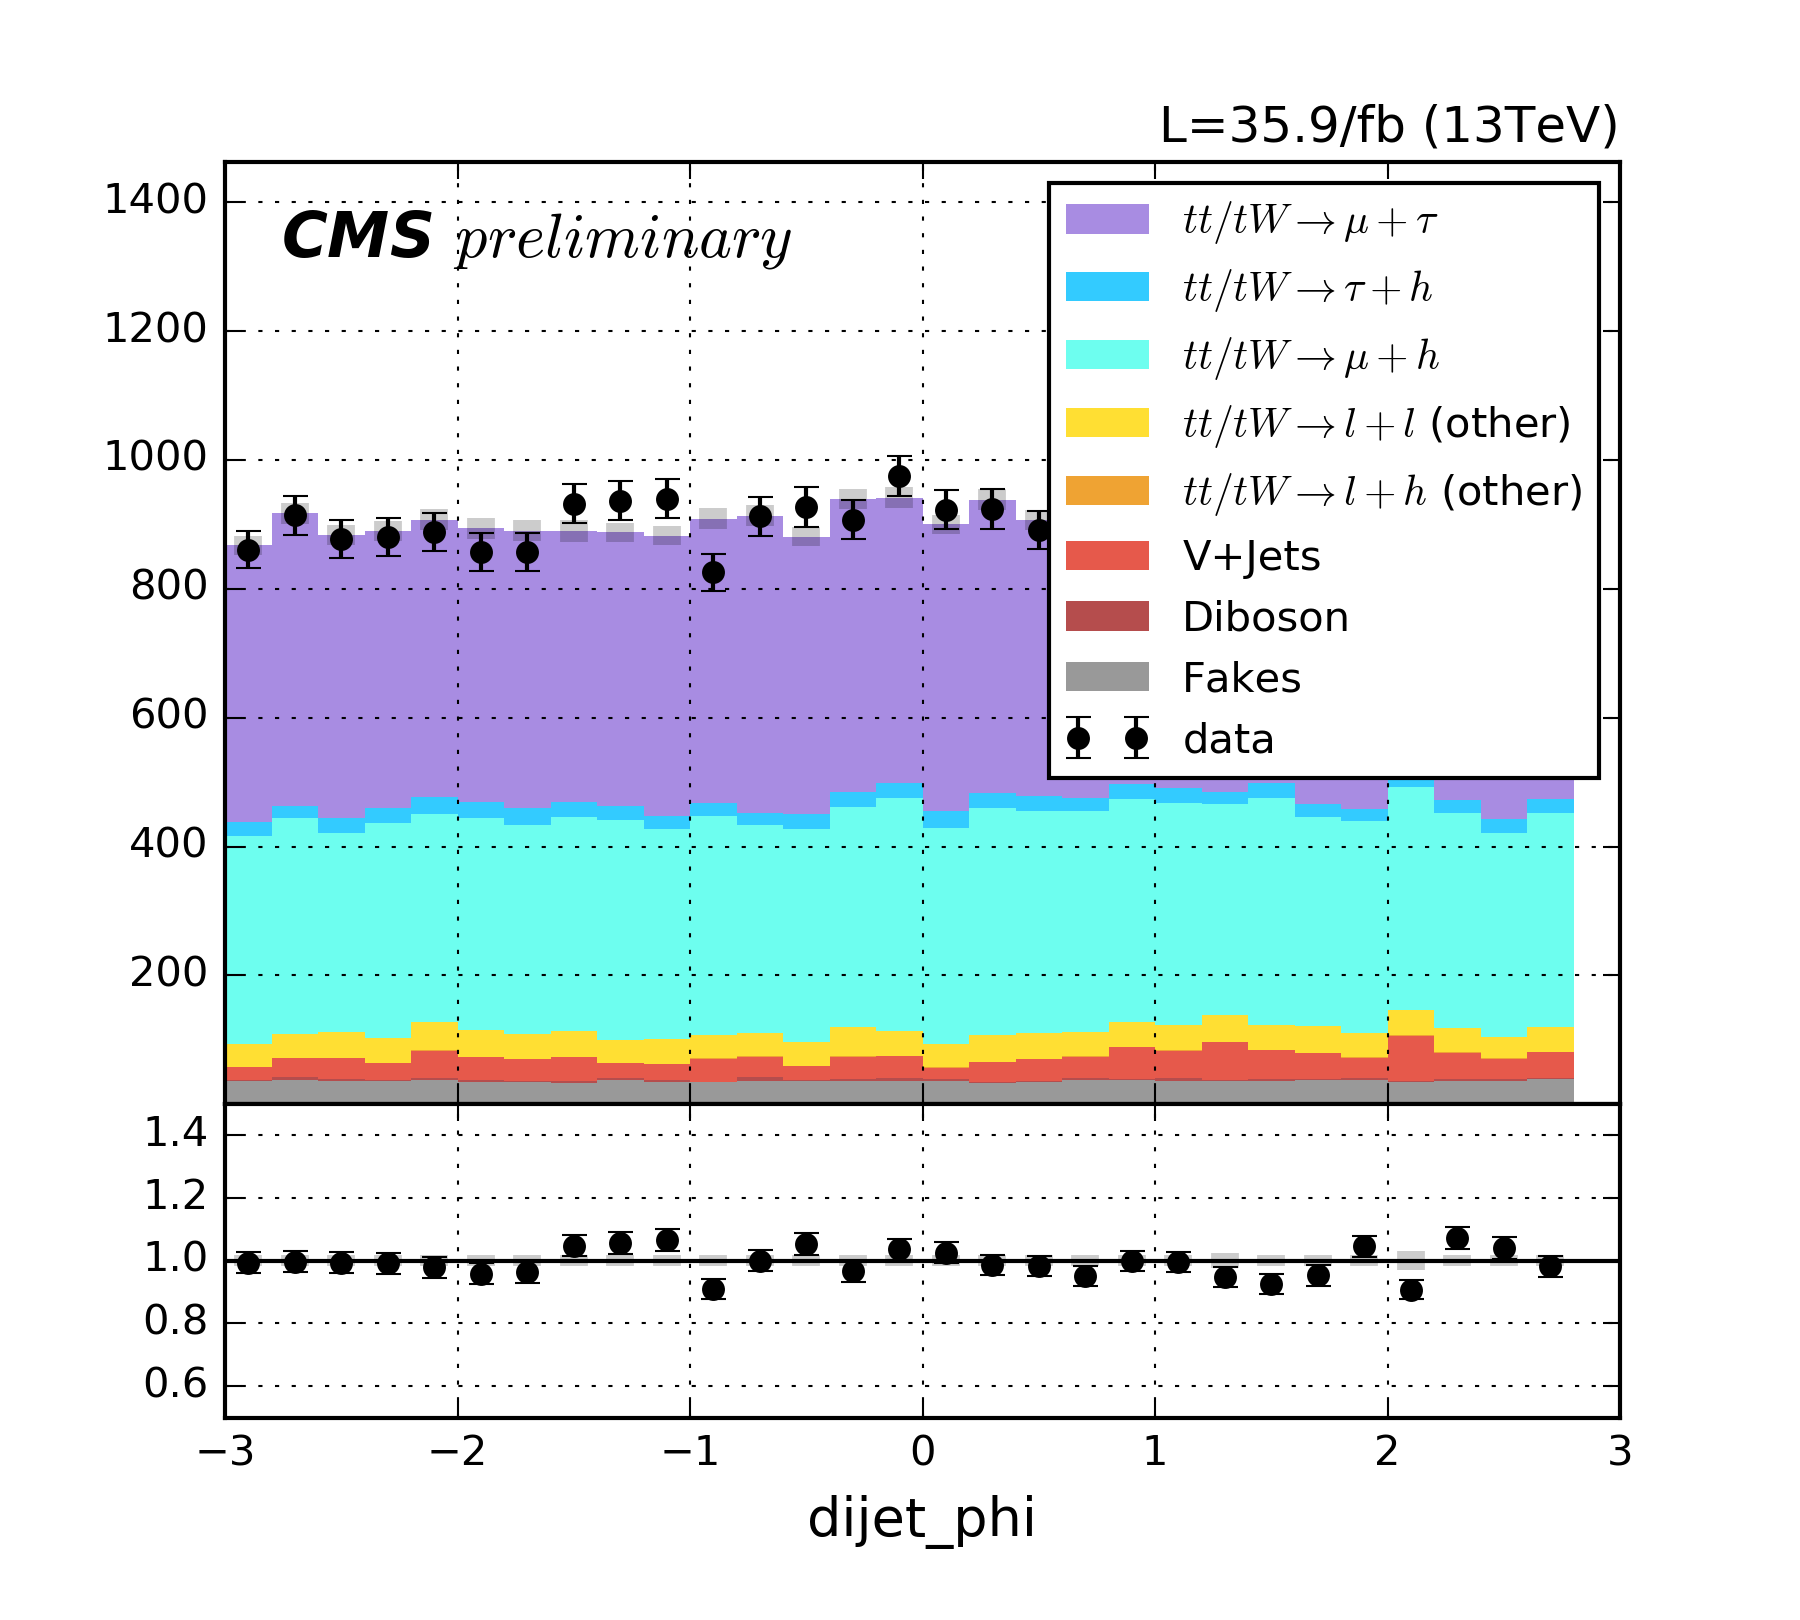 L=35.9/fb (13TeV)
CMS preliminary
1400
1200
1000
800
600
400
200
tt/tW→μ+τ
tt/tW→τ+h
tt/tW→μ+h
tt/tW→l+l (other)
tt/tW→l+h (other)
V+Jets
Diboson
Fakes
data
1.4
1.2
1.0
0.8
0.6
−3 −2 −1 0 1 2 3
dijet_phi